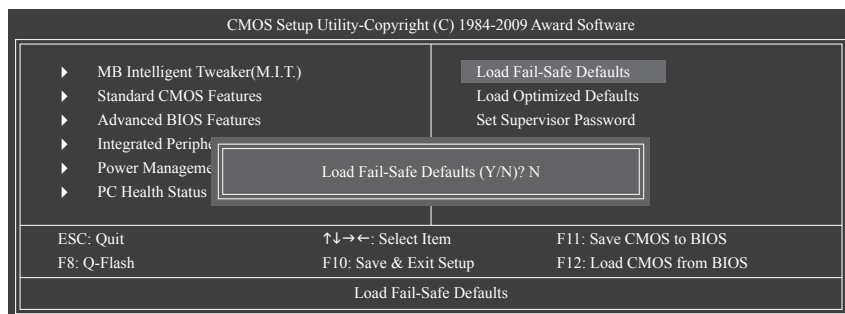 CMOS Setup Utility-Copyright (C) 1984-2009 Award Software
MB Intelligent Tweaker(M.I.T.)
Standard CMOS Features
Advanced BIOS Features
Integrated Periphe
Power Manageme
PC Health Status
Load Fail-Safe Defaults
Load Optimized Defaults
Set Supervisor Password
Load Fail-Safe Defaults (Y/N)? N
ESC: Quit ↑↓→←: Select Item F11: Save CMOS to BIOS
F8: Q-Flash F10: Save & Exit Setup F12: Load CMOS from BIOS
Load Fail-Safe Defaults